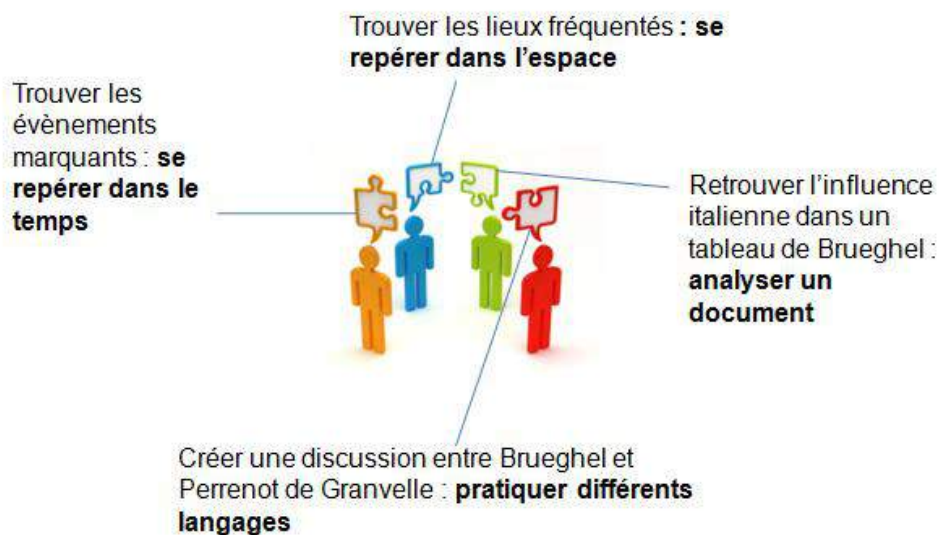 Trouver les lieux fréquentés : se
repérer dans l'espace
Trouver les
évènements
marquants : se
repérer dans le
temps
Retrouver l'influence
italienne dans un
tableau de Brueghel :
analyser un
document
Créer une discussion entre Brueghel et
Perrenot de Granvelle : pratiquer différents
langages